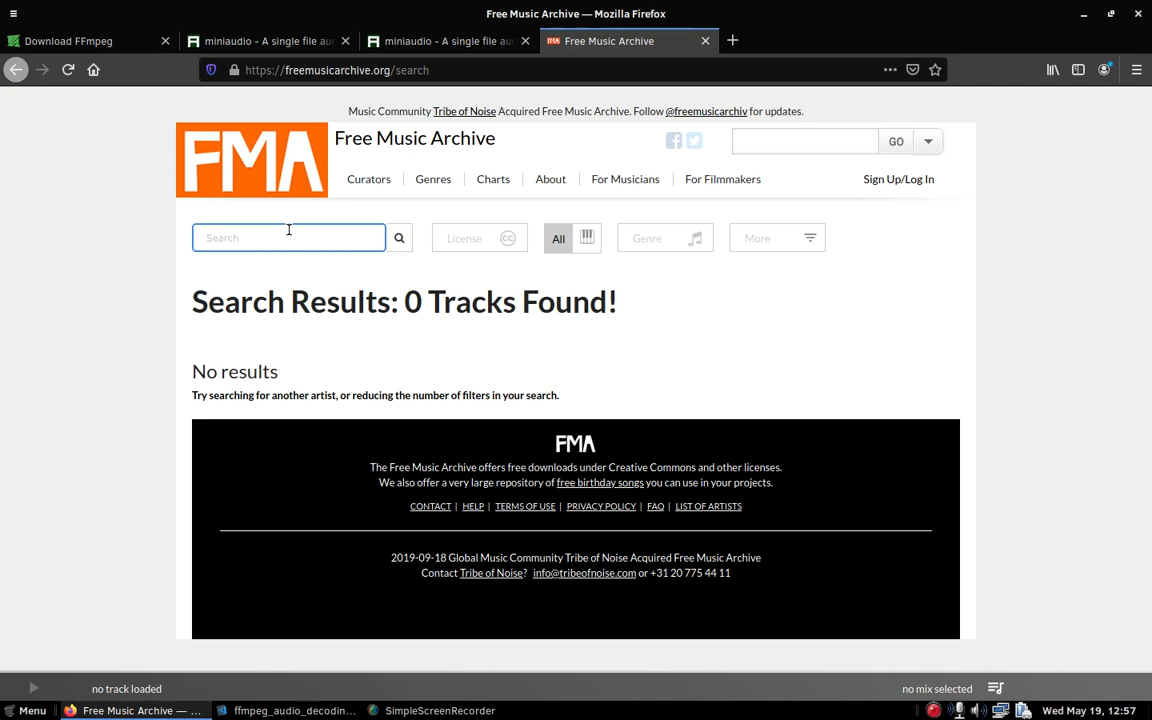 Free Music Archive — Mozilla Firefox
Download FFmpeg
miniaudio - A single file au
miniaudio - A single file au
Free Music Archive
https://freemusicarchive.org/search
Music Community Tribe of Noise Acquired Free Music Archive. Follow @freemusicarchiv for updates.
FMA
Free Music Archive
GO
Curators
Genres
Charts
About
For Musicians
For Filmmakers
Sign Up/Log In
Search
License
CC
All
Genre
More
Search Results: 0 Tracks Found!
No results
Try searching for another artist, or reducing the number of filters in your search.
FMA
The Free Music Archive offers free downloads under Creative Commons and other licenses.
We also offer a very large repository of free birthday songs you can use in your projects.
CONTACT | HELP | TERMS OF USE | PRIVACY POLICY | FAQ | LIST OF ARTISTS
2019-09-18 Global Music Community Tribe of Noise Acquired Free Music Archive
Contact Tribe of Noise? info@tribeofnoise.com or +31 20 775 44 11
no track loaded
no mix selected
Menu
Free Music Archive — ...
ffmpeg_audio_decodin...
SimpleScreenRecorder
Wed May 19, 12:57